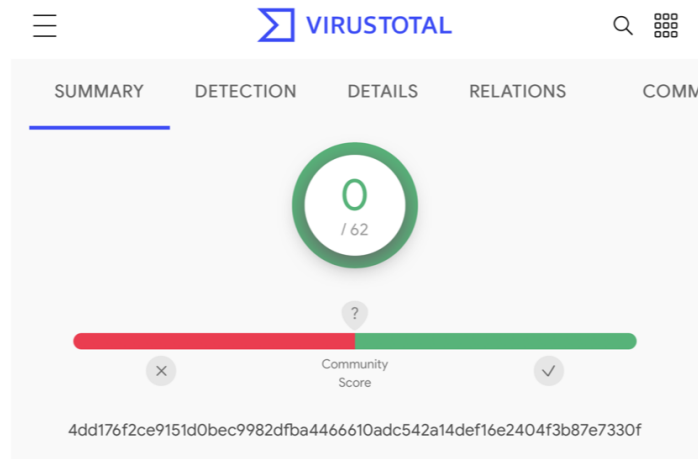 VIRUSTOTAL
SUMMARY DETECTION DETAILS RELATIONS COMM
0
/ 62
?
Community
Score
4dd176f2ce9151d0bec9982dfba4466610adc542a14def16e2404f3b87e7330f